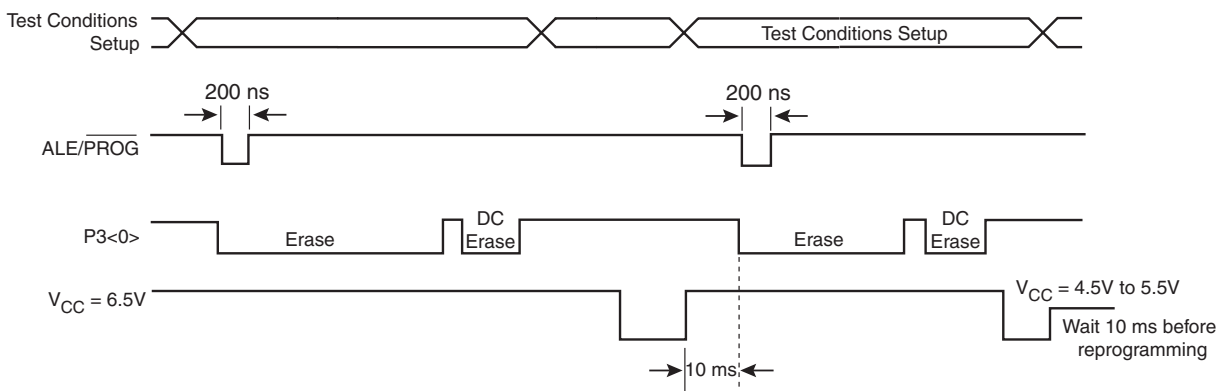 Test Conditions
Setup
Test Conditions Setup
200 ns
200 ns
ALE/PROG
P3<0>
Erase
DC
Erase
Erase
DC
Erase
VCC = 6.5V
VCC = 4.5V to 5.5V
Wait 10 ms before
reprogramming
10 ms